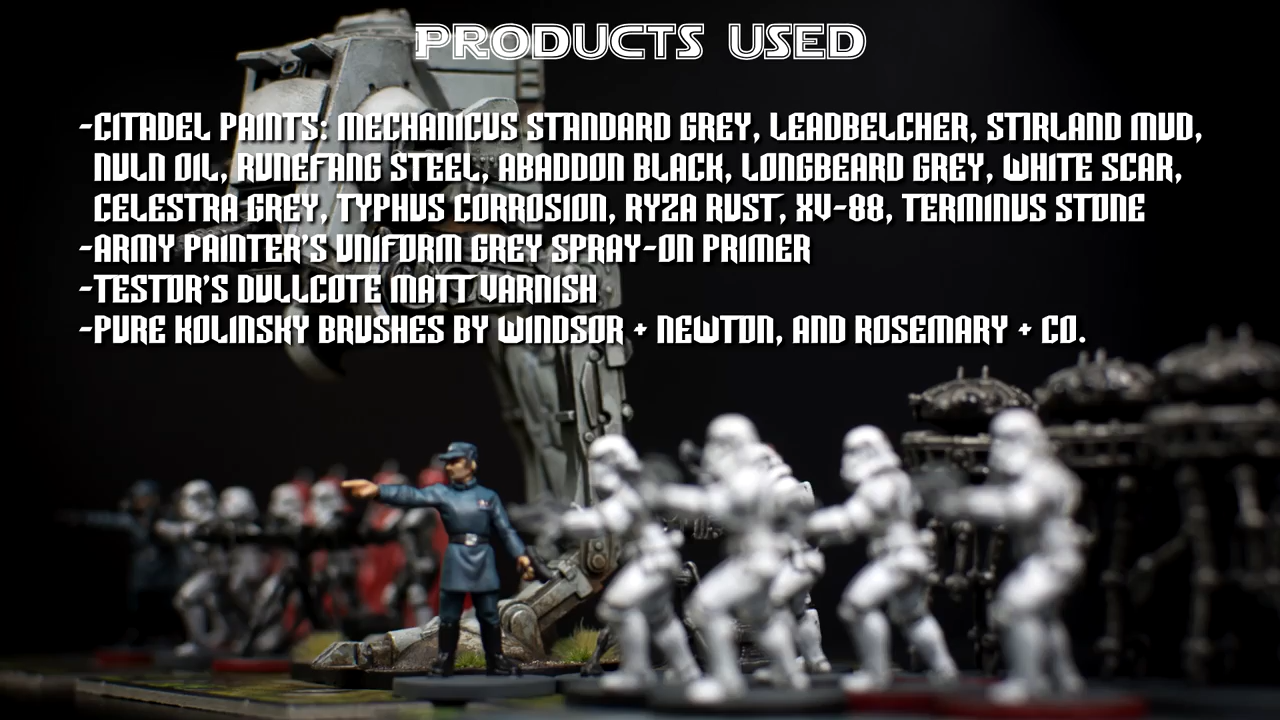 PRODUCTS USED
-CITADEL PAINTS: MECHANICUS STANDARD GREY, LEADBELCHER, STIRLAND MUD,
NULN OIL, RUNEFANG STEEL, ABADDON BLACK, LONGBEARD GREY, WHITE SCAR,
CELESTRA GREY, TYPHUS CORROSION, RYZA RUST, XV-88, TERMINUS STONE
-ARMY PAINTER'S UNIFORM GREY SPRAY-ON PRIMER
-TESTOR'S DULLCOTE MATT VARNISH
-PURE KOLINSKY BRUSHES BY WINDSOR + NEWTON, AND ROSEMARY + CO.